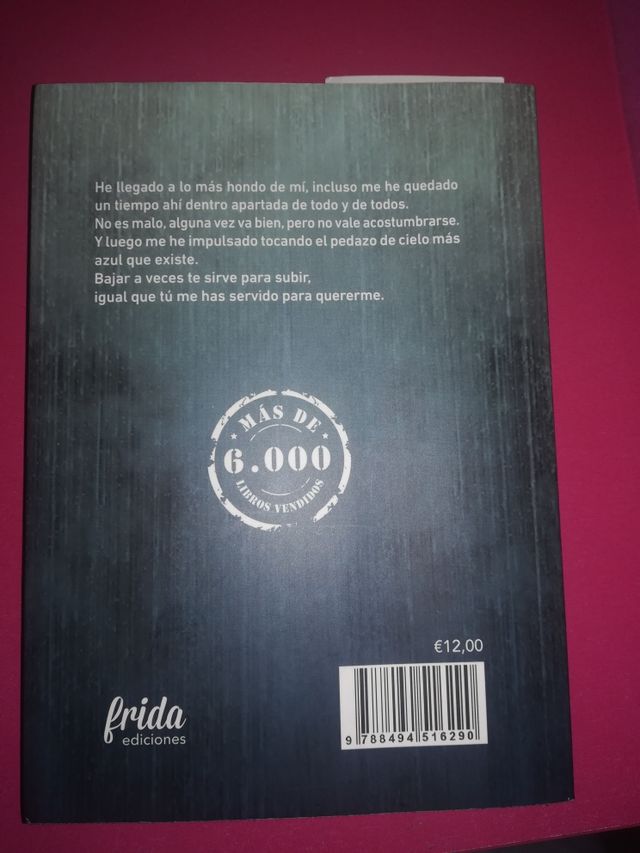 He llegado a lo más hondo de mí, incluso me he quedado
un tiempo ahí dentro apartada de todo y de todos.
No es malo, alguna vez va bien, pero no vale acostumbrarse.
Y luego me he impulsado tocando el pedazo de cielo más
azul que existe.
Bajar a veces te sirve para subir,
igual que tú me has servido para quererme.
MÁS DE
6.000
LIBROS VENDIDOS
€12,00
frida
ediciones
9 788494 516290